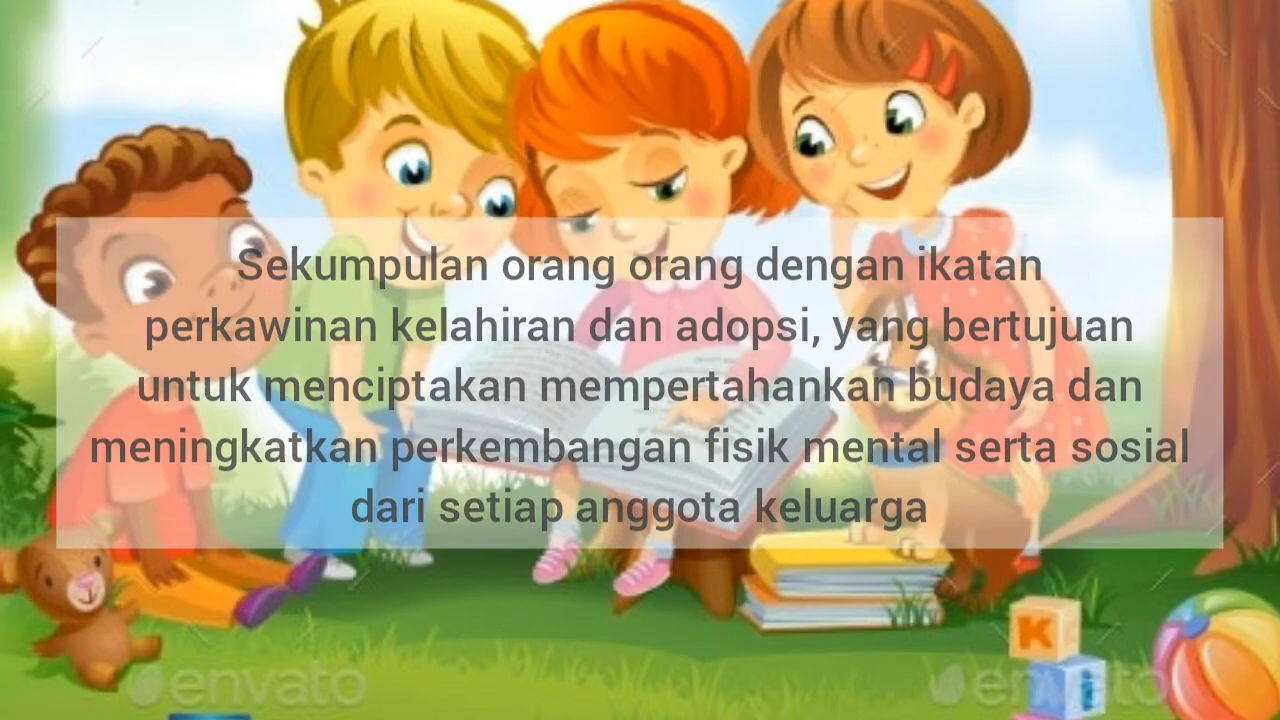 Sekumpulan orang orang dengan ikatan
perkawinan kelahiran dan adopsi, yang bertujuan
untuk menciptakan mempertahankan budaya dan
meningkatkan perkembangan fisik mental serta sosial
dari setiap anggota keluarga
K
envato
envato